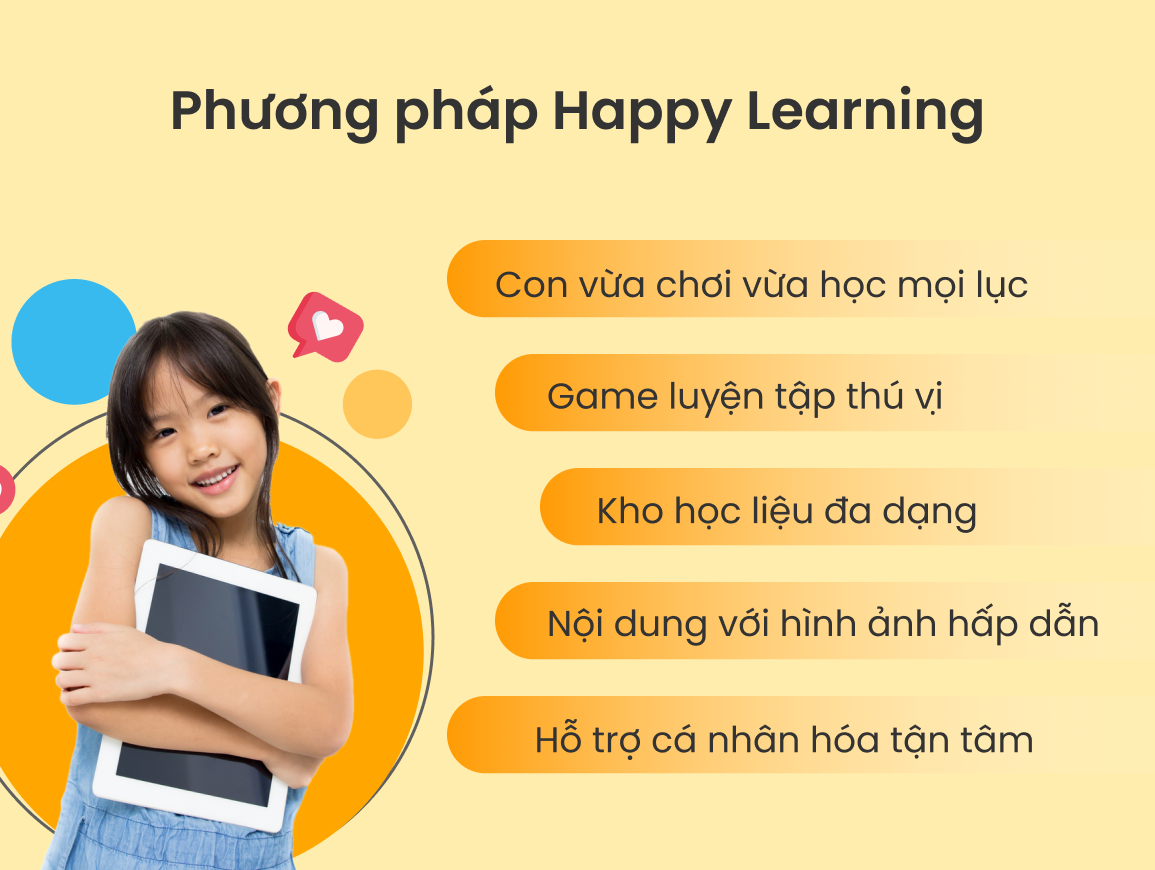 Phương pháp Happy Learning
Con vừa chơi vừa học mọi lục
Game luyện tập thú vị
Kho học liệu đa dạng
Nội dung với hình ảnh hấp dẫn
Hỗ trợ cá nhân hóa tận tâm